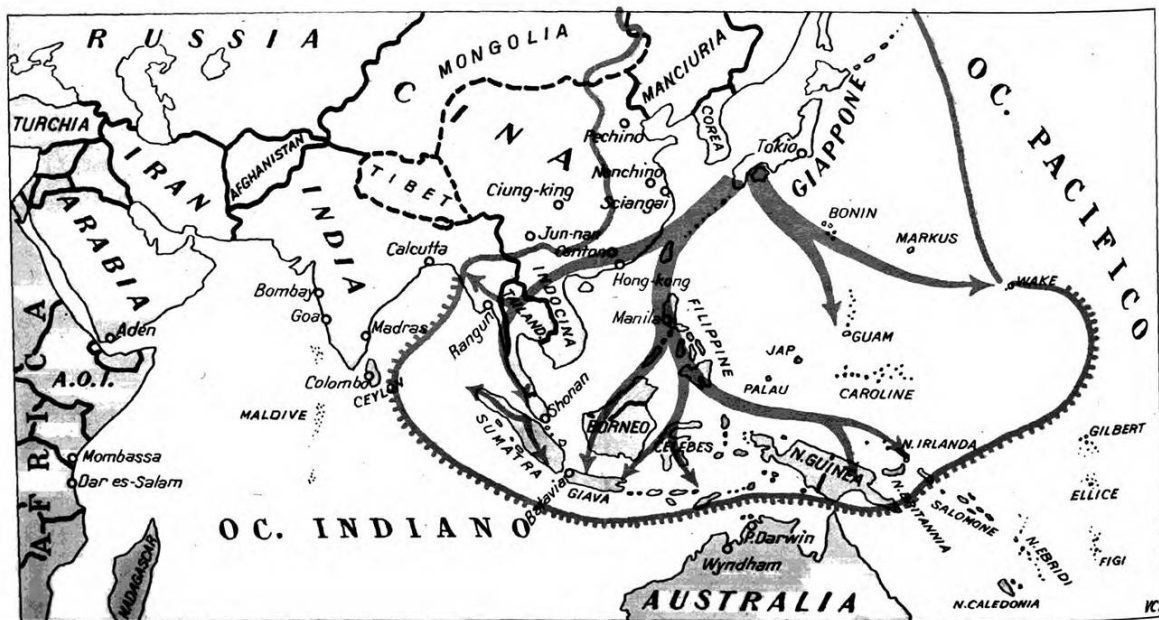 RUSSIA
MONGOLIA
MANCIURIA
CINA
TURCHIA
IRAN
AFGHANISTAN
TIBET
INDIA
ARABIA
Pechino
COREA
Tokio
GIAPPONE
OC. PACIFICO
Nanchino
Ciung-king
Sciangai
Jun-nan
Canton
Hong-kong
Calcutta
Bombay
Goa
Madras
Colombo
CEYLON
MALDIVE
Aden
A.O.I.
AFRICA
Mombassa
Dar es-Salam
MADAGASCAR
Rangun
TAILANDIA
INDOCINA
Manila
FILIPPINE
BONIN
MARKUS
WAKE
GUAM
JAP
PALAU
CAROLINE
Shonan
SUMATRA
BORNEO
CELEBES
Batavia
GIAVA
N. GUINEA
N. IRLANDA
N. BRITANNIA
SALOMONE
GILBERT
ELLICE
FIGI
N. EBRIDI
N. CALEDONIA
OC. INDIANO
P. Darwin
Wyndham
AUSTRALIA